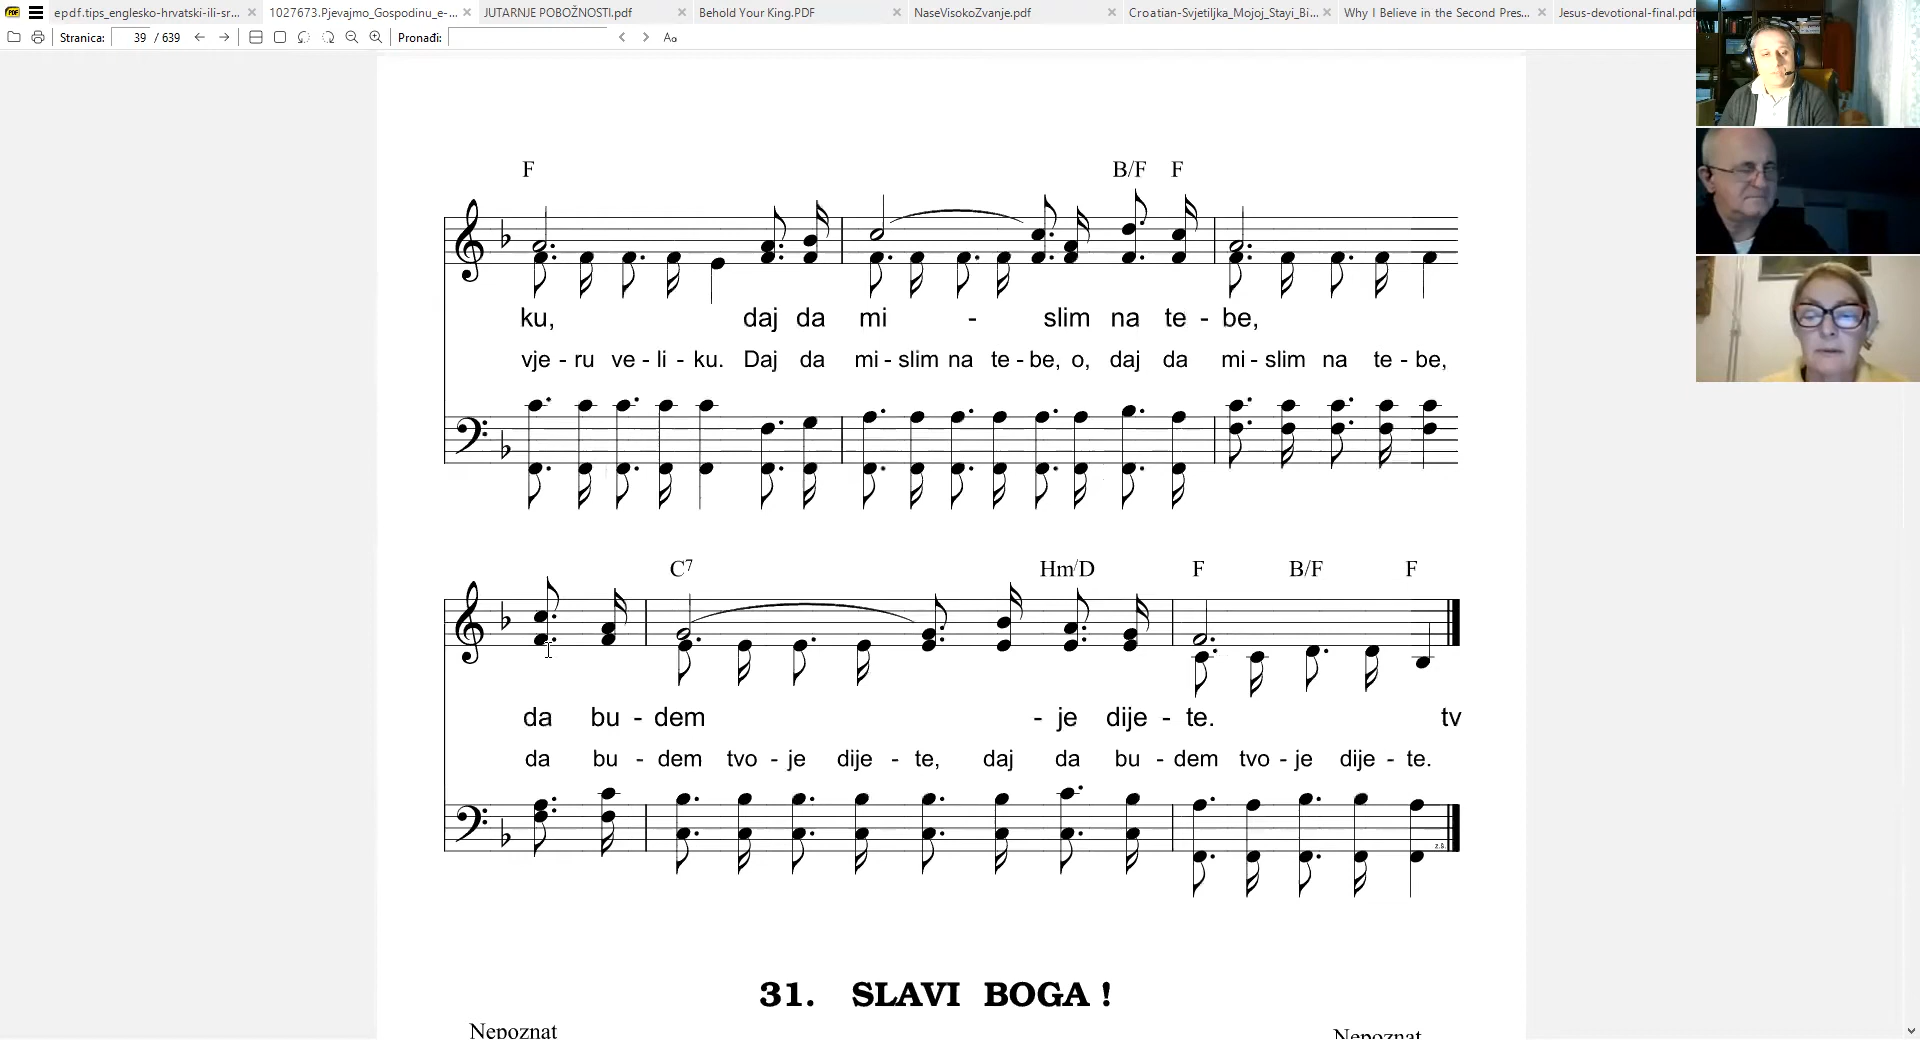 epdf.tips_englesko-hrvatski-ili-sr...
1027673.Pjevajmo_Gospodinu_e-...
JUTARNJE POBOŽNOSTI.pdf
Behold Your King.PDF
NaseVisokoZvanje.pdf
Croatian-Svjetiljka_Mojoj_Stayi_Bi...
Why I Believe in the Second Pres...
Jesus-devotional-final.pdf
Stranica: 39 / 639
Pronađi:
Aa
F B/F F
ku, daj da mi - slim na te - be,
vje - ru ve - li - ku. Daj da mi - slim na te - be, o, daj da mi - slim na te - be,
C7 Hm/D F B/F F
da bu - dem - je dije - te. tv
da bu - dem tvo - je dije - te, daj da bu - dem tvo - je dije - te.
z.g.
31. SLAVI BOGA !
Nepoznat Nepoznat